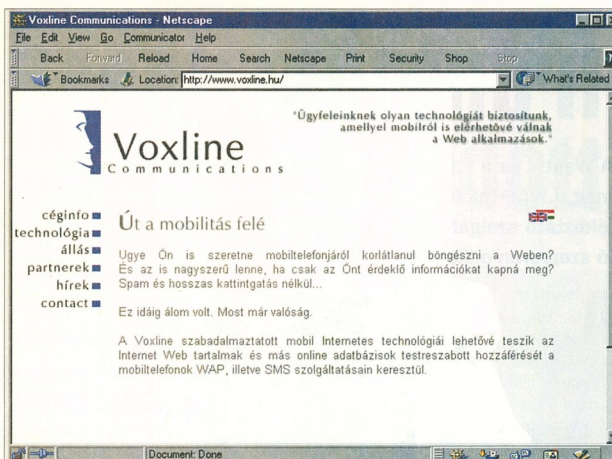 Voxline Communications - Netscape
File Edit View Go Communicator Help
Back Forward Reload Home Search Netscape Print Security Shop Stop
Bookmarks Location: http://www.voxline.hu/ What's Related
"Ügyfeleinknek olyan technológiát biztosítunk,
amellyel mobilról is elérhetővé válnak
a Web alkalmazások."
Voxline
Communications
céginfo
technológia
állás
partnerek
hírek
contact
Út a mobilitás felé
Ugye Ön is szeretne mobiltelefonjáról korlátlanul böngészni a Weben?
És az is nagyszerű lenne, ha csak az Önt érdeklő információkat kapná meg?
Spam és hosszas kattintgatás nélkül...
Ez idáig álom volt. Most már valóság.
A Voxline szabadalmaztatott mobil Internetes technológiái lehetővé teszik az
Internet Web tartalmak és más online adatbázisok testreszabott hozzáférését a
mobiltelefonok WAP, illetve SMS szolgáltatásain keresztül.
Document: Done